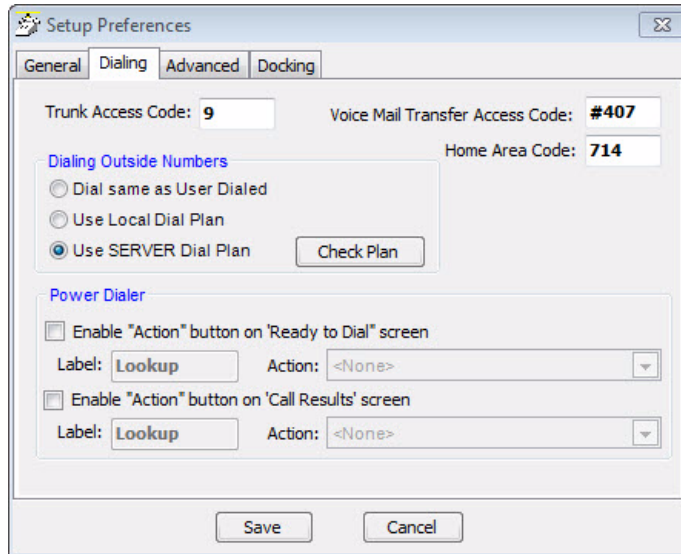 Setup Preferences
General Dialing Advanced Docking
Trunk Access Code: 9 Voice Mail Transfer Access Code: #407
Home Area Code: 714
Dialing Outside Numbers
Dial same as User Dialed
Use Local Dial Plan
Use SERVER Dial Plan Check Plan
Power Dialer
Enable "Action" button on 'Ready to Dial" screen
Label: Lookup Action: <None>
Enable "Action" button on 'Call Results' screen
Label: Lookup Action: <None>
Save Cancel